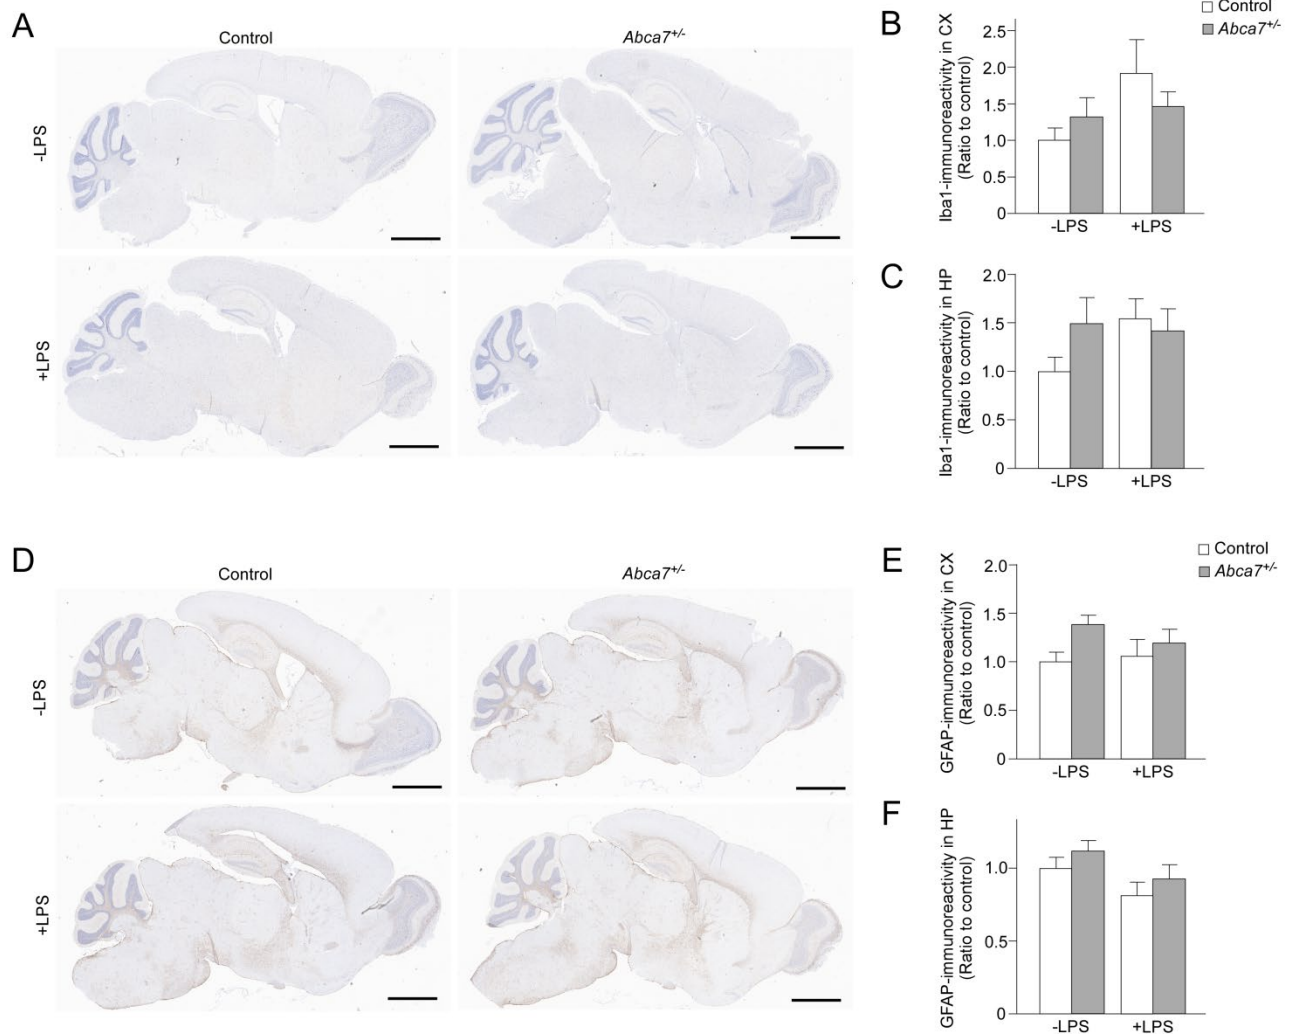 A
Control
Abca7+/-
-LPS
+LPS
B
Control
Abca7+/-
Iba1-immunoreactivity in CX
(Ratio to control)
2.5
2.0
1.5
1.0
0.5
0
-LPS
+LPS
C
Iba1-immunoreactivity in HP
(Ratio to control)
2.0
1.5
1.0
0.5
0
-LPS
+LPS
D
Control
Abca7+/-
-LPS
+LPS
E
Control
Abca7+/-
GFAP-immunoreactivity in CX
(Ratio to control)
2.0
1.5
1.0
0.5
0
-LPS
+LPS
F
GFAP-immunoreactivity in HP
(Ratio to control)
1.0
0.5
0
-LPS
+LPS